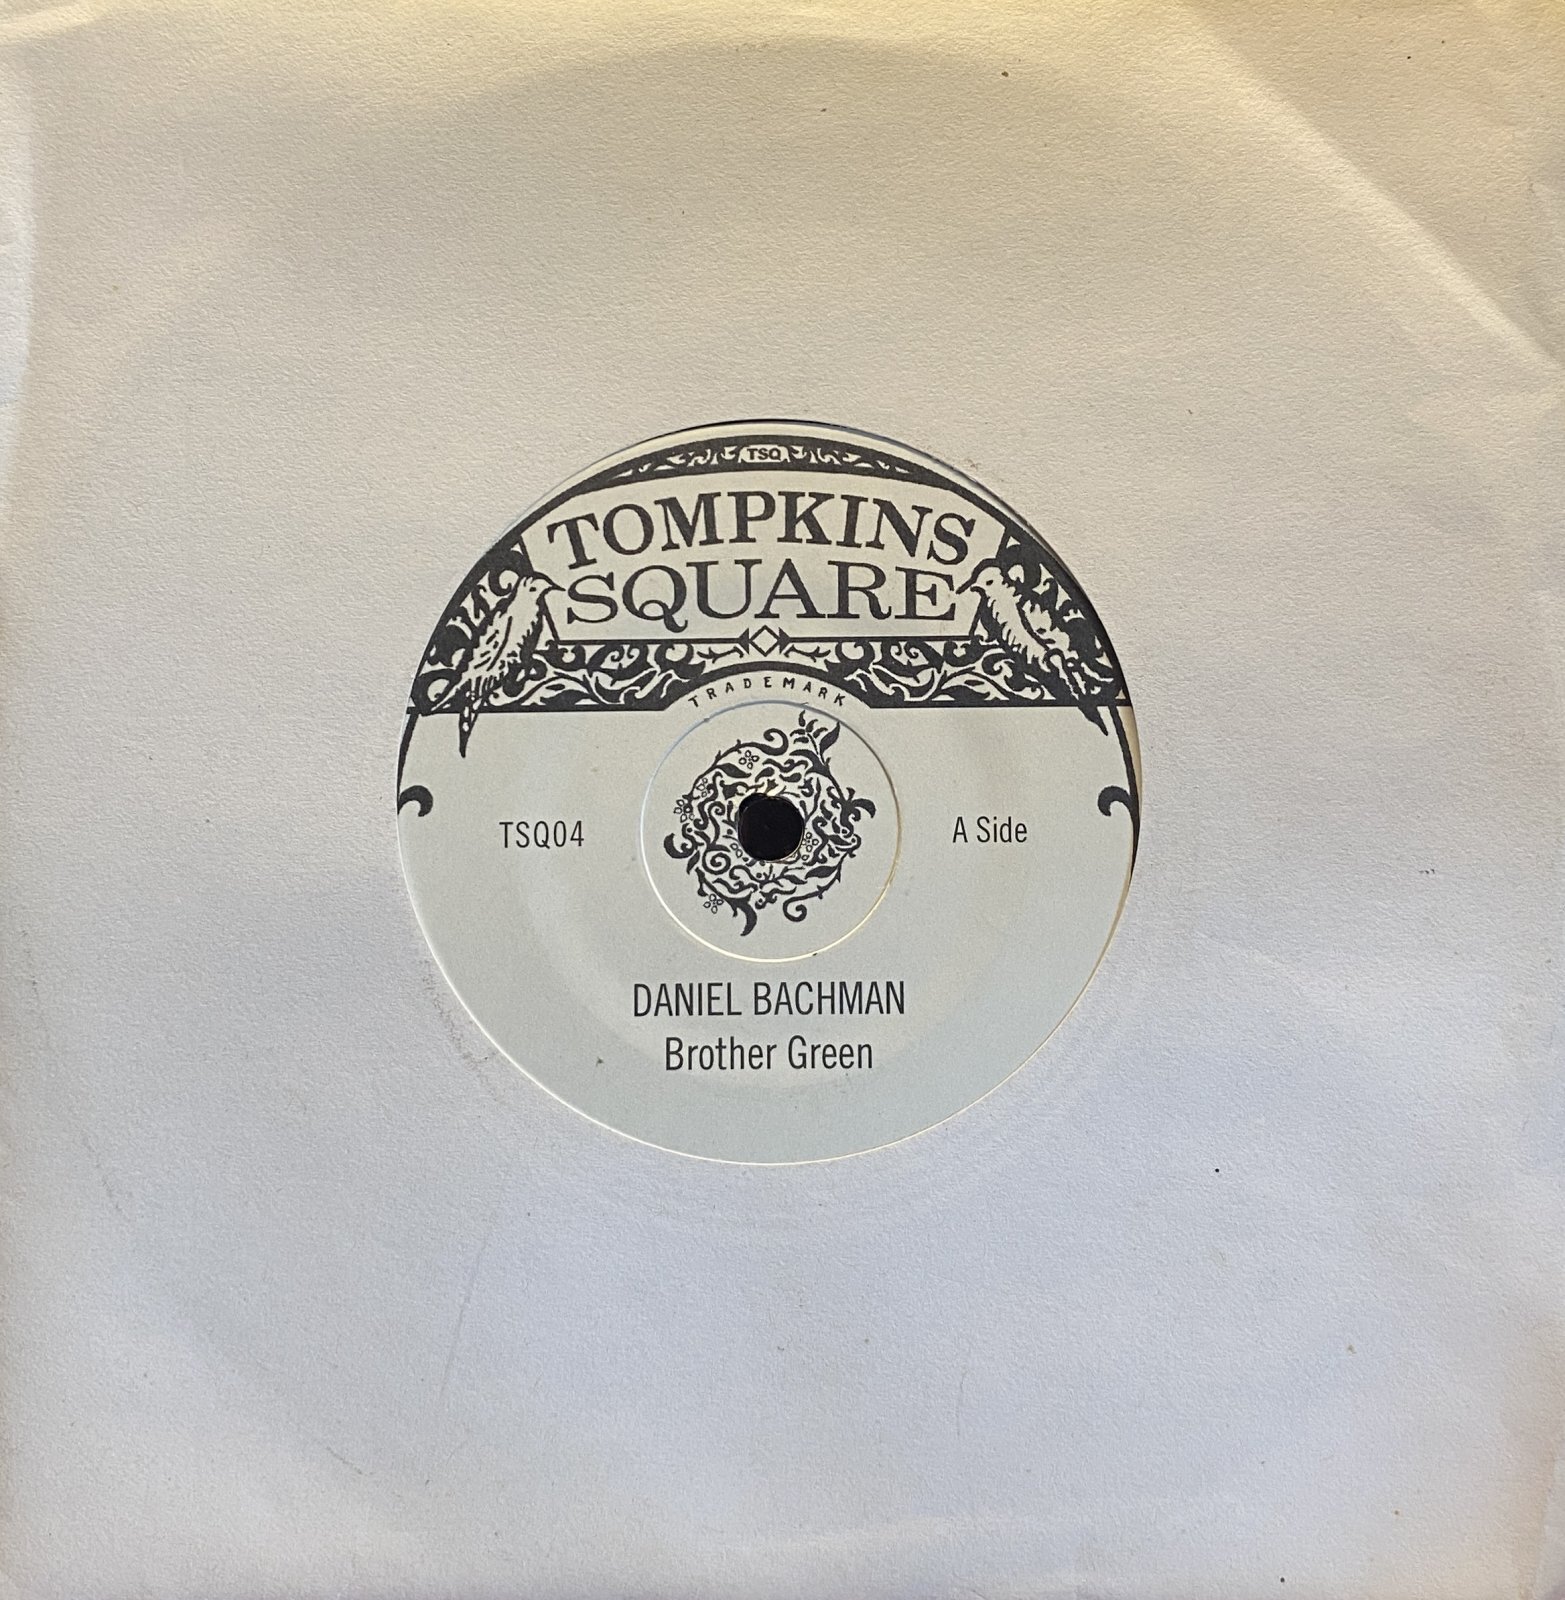 TSQ
TOMPKINS
SQUARE
TRADEMARK
TSQ04
A Side
DANIEL BACHMAN
Brother Green